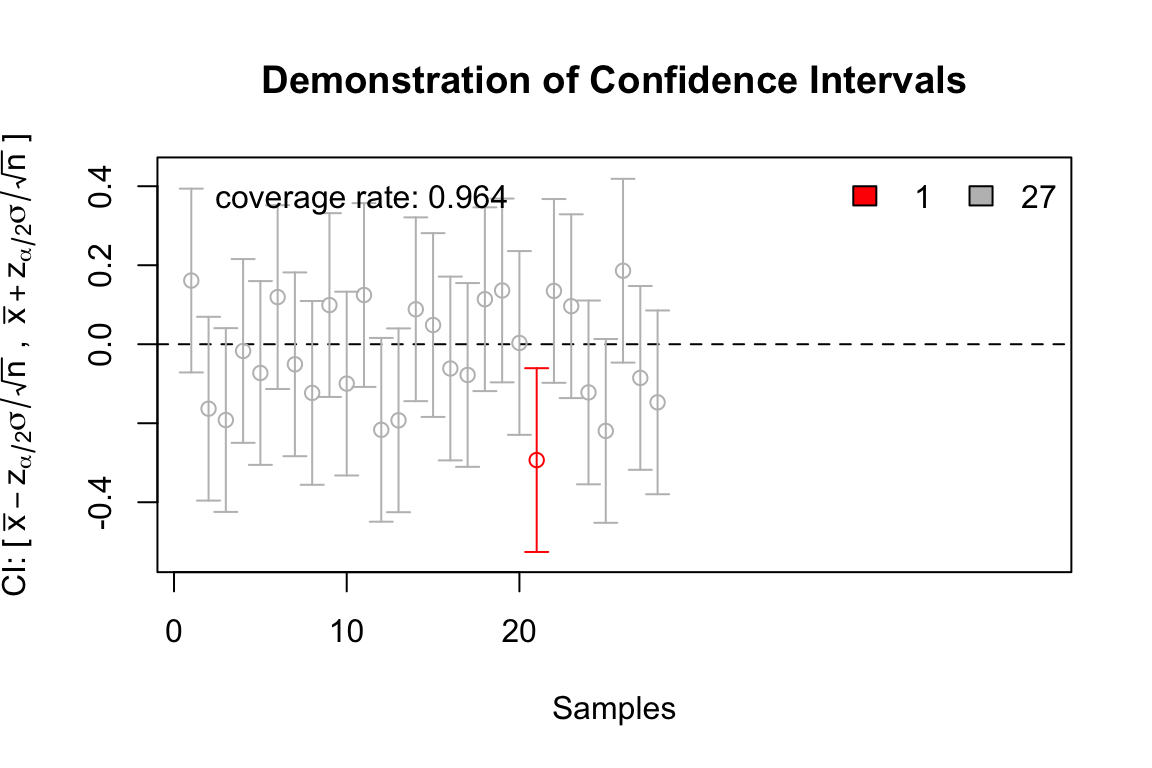 Demonstration of Confidence Intervals
CI: [ x̅ − zα/2σ/√n , x̅ + zα/2σ/√n ]
coverage rate: 0.964
1 27
0.4
0.2
0.0
-0.4
0 10 20
Samples